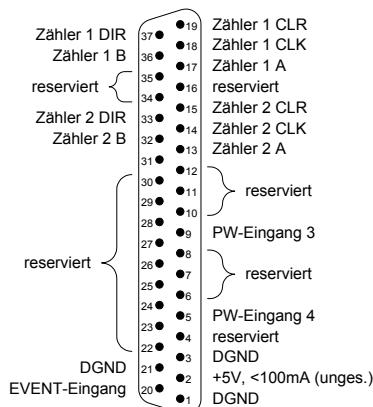 19 Zähler 1 CLR
Zähler 1 DIR 37
18 Zähler 1 CLK
Zähler 1 B 36
17 Zähler 1 A
35
reserviert
16 reserviert
34
15 Zähler 2 CLR
Zähler 2 DIR 33
14 Zähler 2 CLK
Zähler 2 B 32
13 Zähler 2 A
31
12
30
11 reserviert
29
10
28
9 PW-Eingang 3
27
8
reserviert 26
7 reserviert
25
6
24
5 PW-Eingang 4
23
4 reserviert
22
3 DGND
DGND 21
2 +5V, <100mA (unges.)
EVENT-Eingang 20
1 DGND